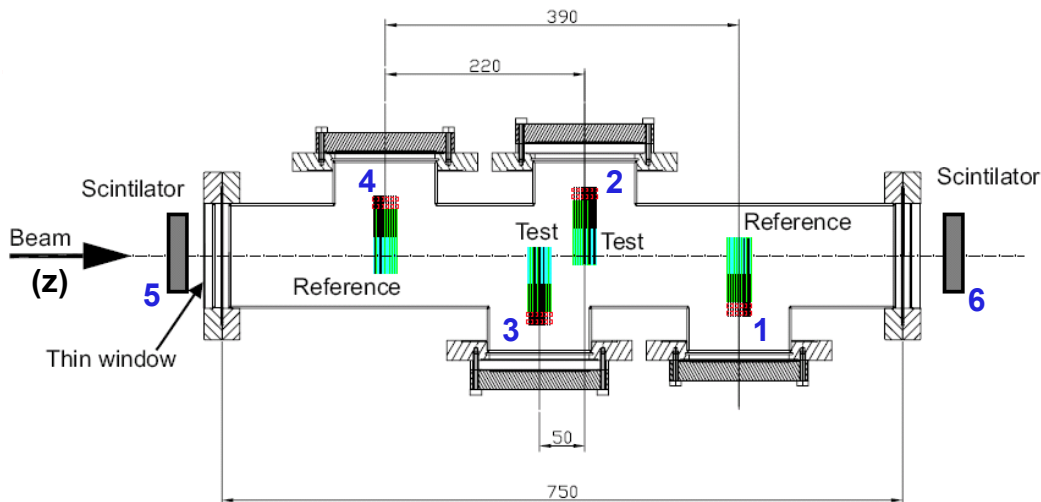 390
220
Scintilator
4
2
Scintilator
Beam
Test
Reference
(z)
Test
5
Reference
6
Thin window
3
1
50
750